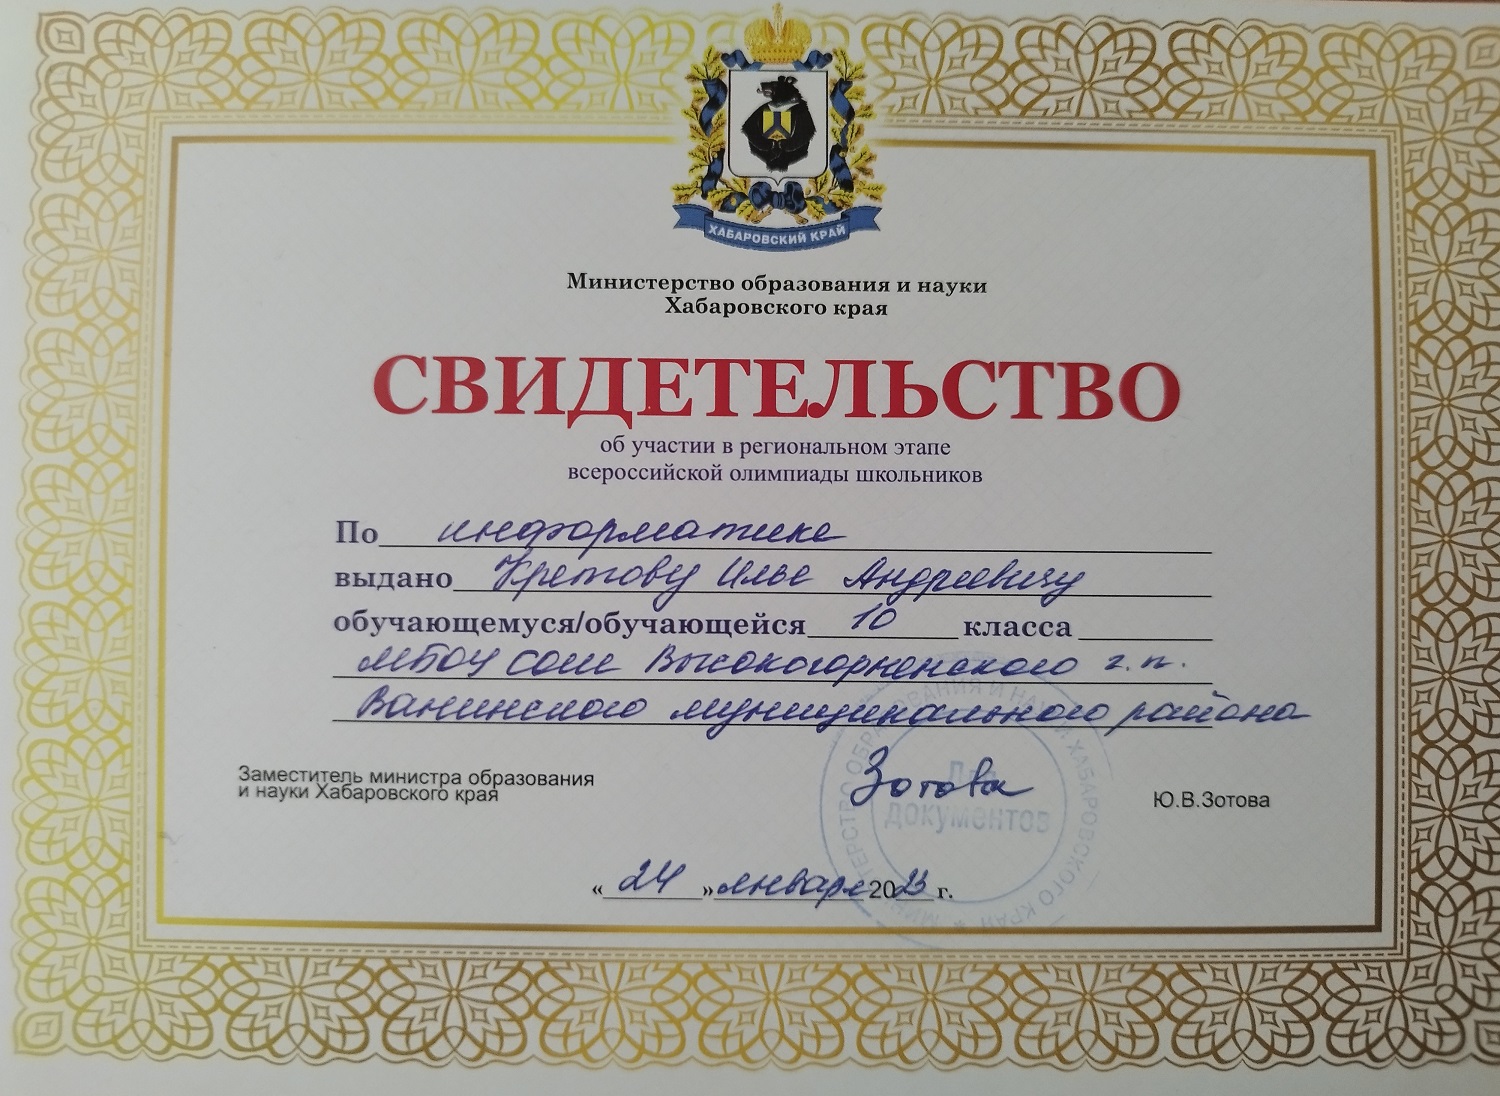 ХАБАРОВСКИЙ КРАЙ
Министерство образования и науки
Хабаровского края
СВИДЕТЕЛЬСТВО
об участии в региональном этапе
всероссийской олимпиады школьников
По информатике
выдано Кретову Илье Андреевичу
обучающемуся/обучающейся 10 класса
МБОУ СОШ Высокогорненского г.п.
Ванинского муниципального района
Заместитель министра образования
и науки Хабаровского края
Зотова
Ю.В.Зотова
МИНИСТЕРСТВО ОБРАЗОВАНИЯ И НАУКИ ХАБАРОВСКОГО КРАЯ
Для
документов
«24» января 2023 г.